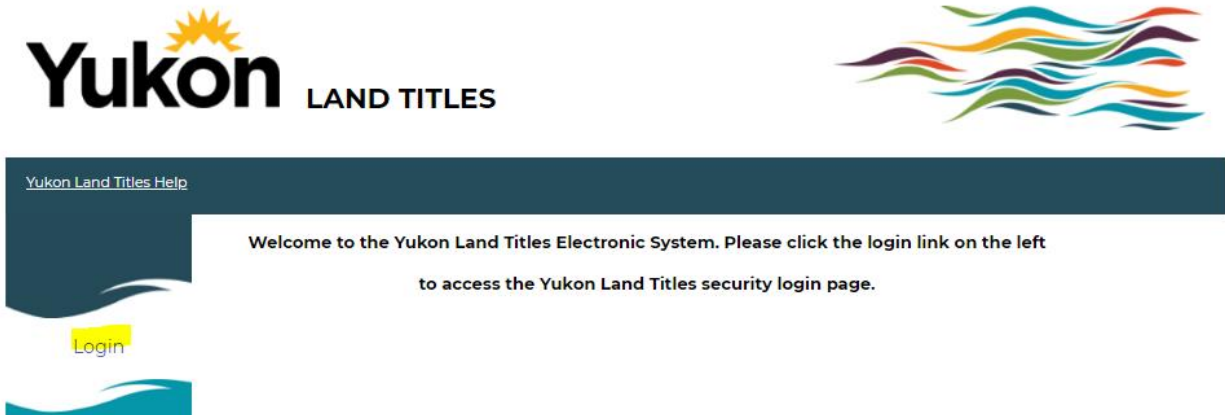 Yukon
LAND TITLES
Yukon Land Titles Help
Welcome to the Yukon Land Titles Electronic System. Please click the login link on the left
to access the Yukon Land Titles security login page.
Login